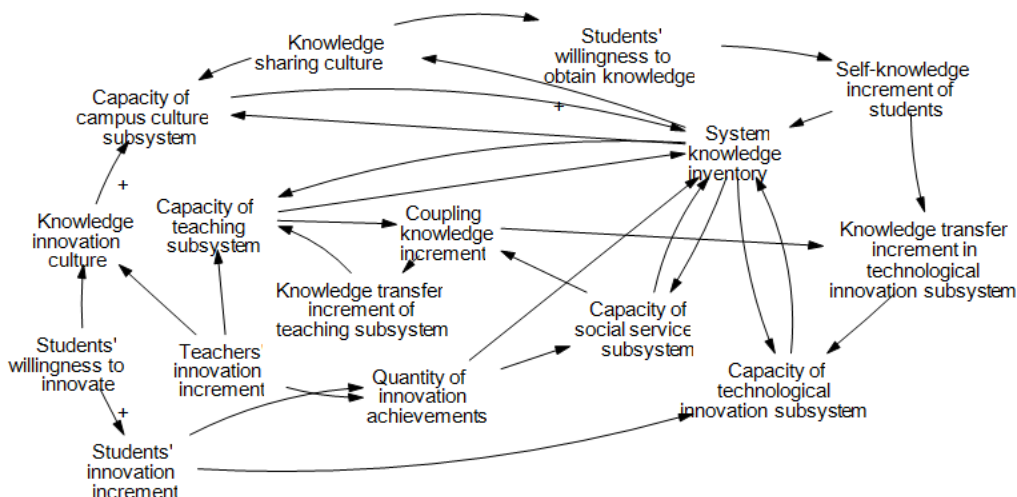 Knowledge
sharing culture
Students'
willingness to
obtain knowledge
Self-knowledge
increment of
students
Capacity of
campus culture
subsystem
+
System
knowledge
inventory
+
Knowledge
innovation
culture
Capacity of
teaching
subsystem
Coupling
knowledge
increment
Knowledge transfer
increment in
technological
innovation subsystem
Knowledge transfer
increment of
teaching subsystem
Capacity of
social service
subsystem
Students'
willingness to
innovate
Teachers'
innovation
increment
Quantity of
innovation
achievements
Capacity of
technological
innovation subsystem
+
Students'
innovation
increment